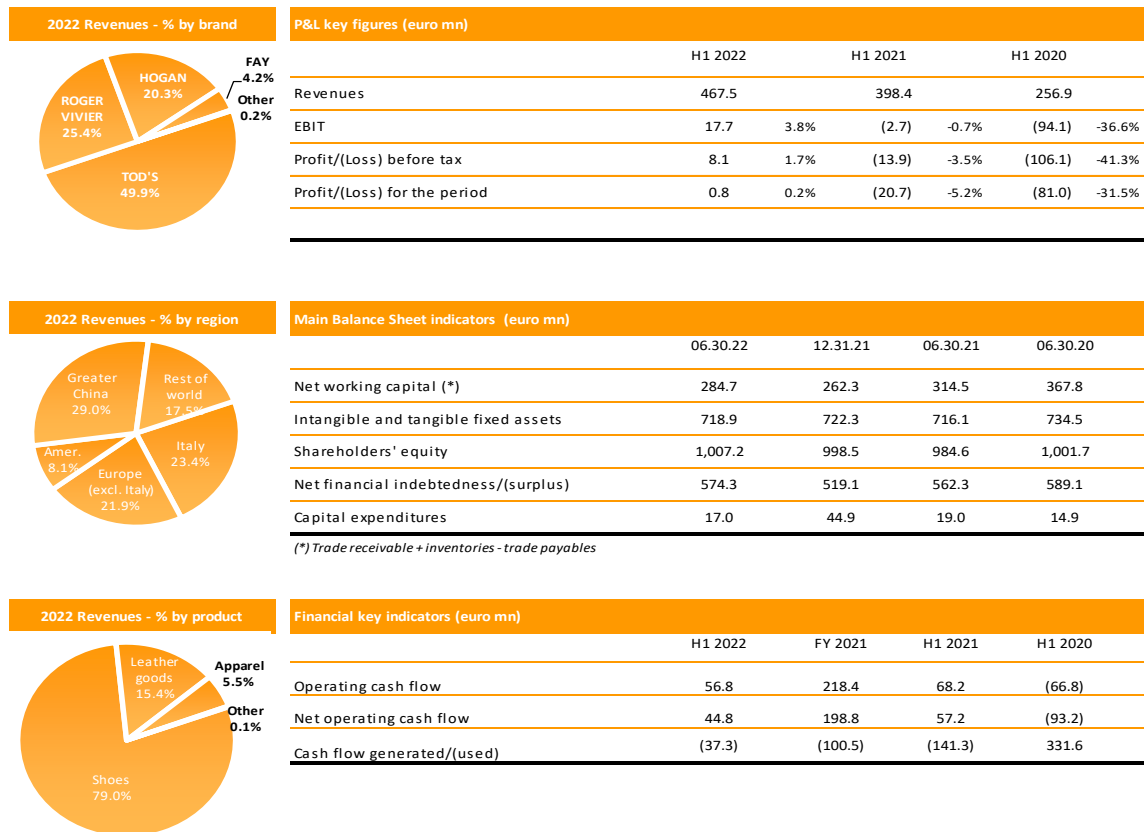 2022 Revenues - % by brand
FAY
4.2%
HOGAN
20.3%
Other
0.2%
ROGER
VIVIER
25.4%
TOD'S
49.9%
P&L key figures (euro mn)
H1 2022 H1 2021 H1 2020
Revenues 467.5 398.4 256.9
EBIT 17.7 3.8% (2.7) -0.7% (94.1) -36.6%
Profit/(Loss) before tax 8.1 1.7% (13.9) -3.5% (106.1) -41.3%
Profit/(Loss) for the period 0.8 0.2% (20.7) -5.2% (81.0) -31.5%
2022 Revenues - % by region
Greater
China
29.0%
Rest of
world
17.5%
Italy
23.4%
Amer.
8.1%
Europe
(excl. Italy)
21.9%
Main Balance Sheet indicators (euro mn)
06.30.22 12.31.21 06.30.21 06.30.20
Net working capital (*) 284.7 262.3 314.5 367.8
Intangible and tangible fixed assets 718.9 722.3 716.1 734.5
Shareholders' equity 1,007.2 998.5 984.6 1,001.7
Net financial indebtedness/(surplus) 574.3 519.1 562.3 589.1
Capital expenditures 17.0 44.9 19.0 14.9
(*) Trade receivable + inventories - trade payables
2022 Revenues - % by product
Leather
goods
15.4%
Apparel
5.5%
Other
0.1%
Shoes
79.0%
Financial key indicators (euro mn)
H1 2022 FY 2021 H1 2021 H1 2020
Operating cash flow 56.8 218.4 68.2 (66.8)
Net operating cash flow 44.8 198.8 57.2 (93.2)
Cash flow generated/(used) (37.3) (100.5) (141.3) 331.6